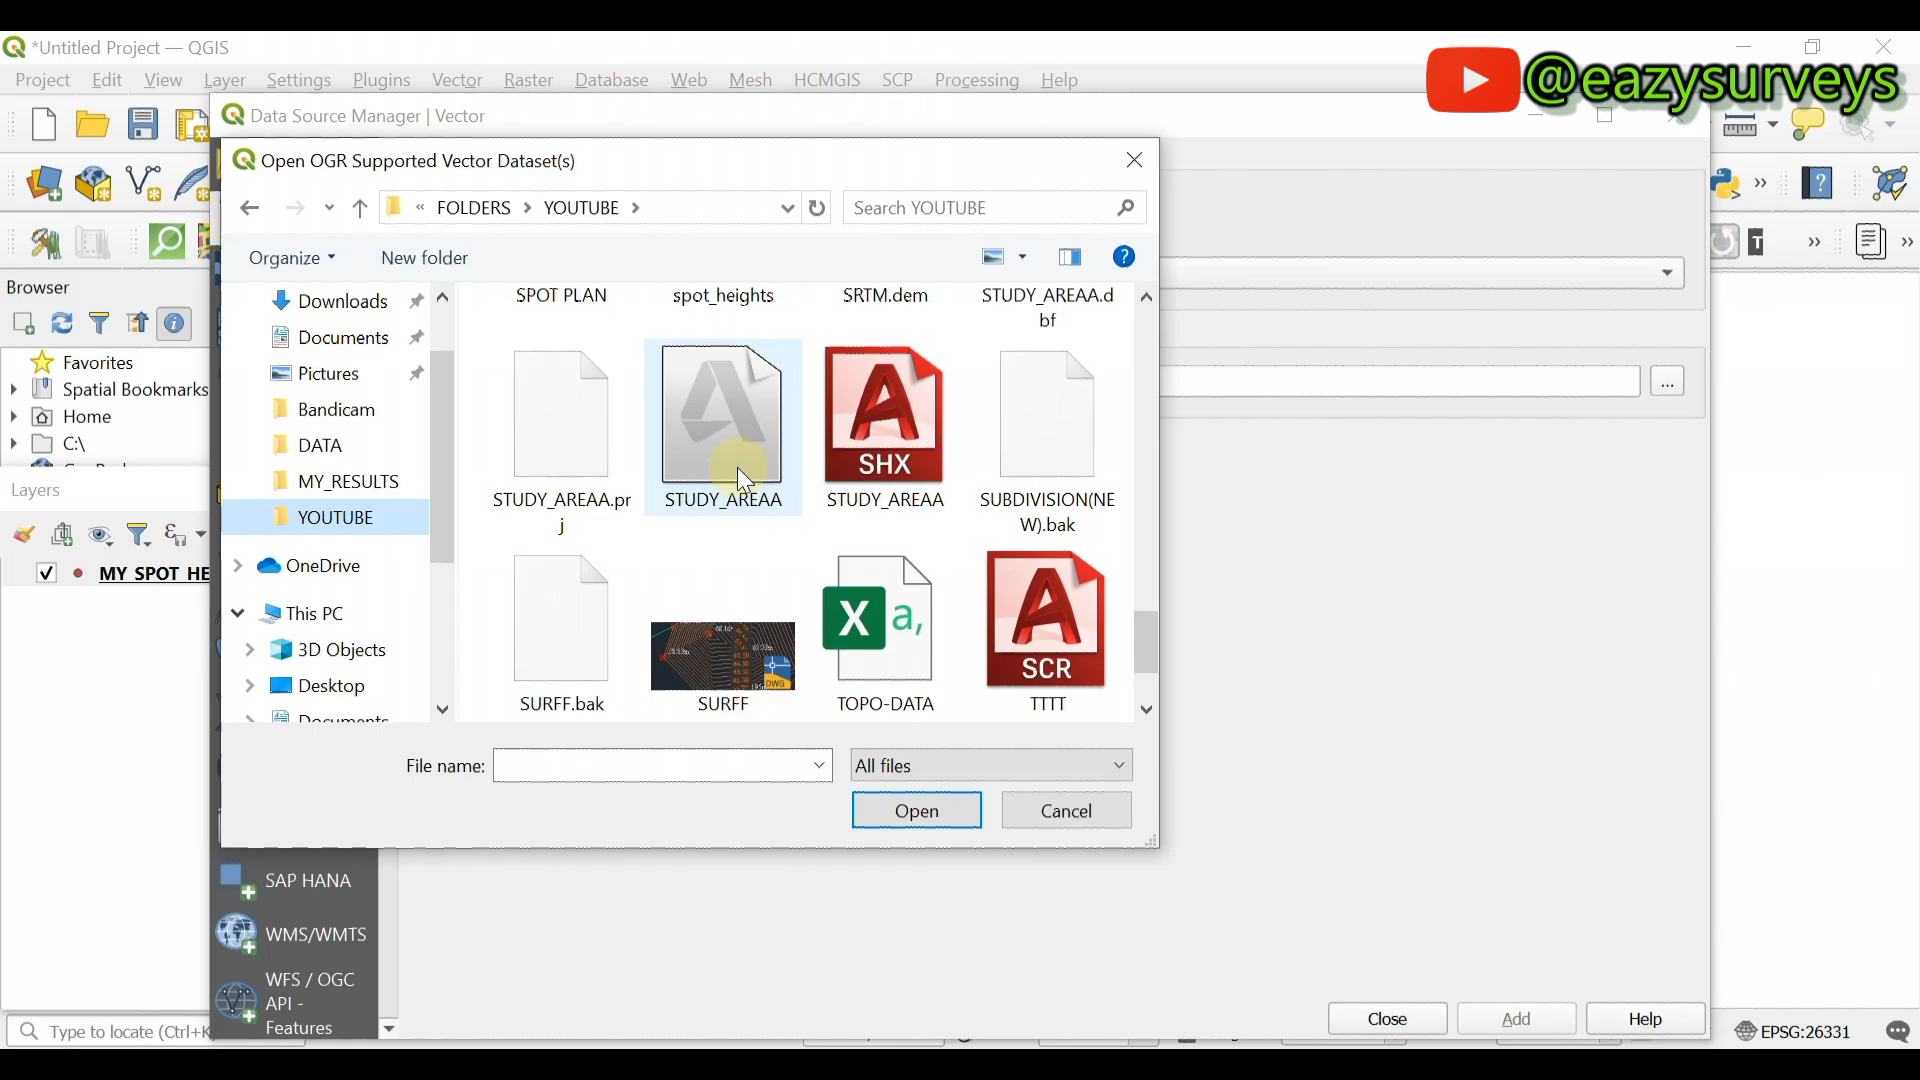 *Untitled Project — QGIS
Project Edit View Layer Settings Plugins Vector Raster Database Web Mesh HCMGIS SCP Processing Help
@eazysurveys
Data Source Manager | Vector
Open OGR Supported Vector Dataset(s)
« FOLDERS › YOUTUBE ›
Search YOUTUBE
Organize
New folder
Browser
Favorites
Spatial Bookmarks
Home
C:\
Layers
MY SPOT HE
Downloads
Documents
Pictures
Bandicam
DATA
MY_RESULTS
YOUTUBE
OneDrive
This PC
3D Objects
Desktop
SPOT PLAN
spot_heights
SRTM.dem
STUDY_AREAA.d
bf
SHX
STUDY_AREAA.pr
j
STUDY_AREAA
STUDY_AREAA
SUBDIVISION(NE
W).bak
DWG
X a,
SCR
SURFF.bak
SURFF
TOPO-DATA
TTTT
File name:
All files
Open
Cancel
...
T
SAP HANA
WMS/WMTS
WFS / OGC
API -
Features
Close
Add
Help
Type to locate (Ctrl+K
EPSG:26331